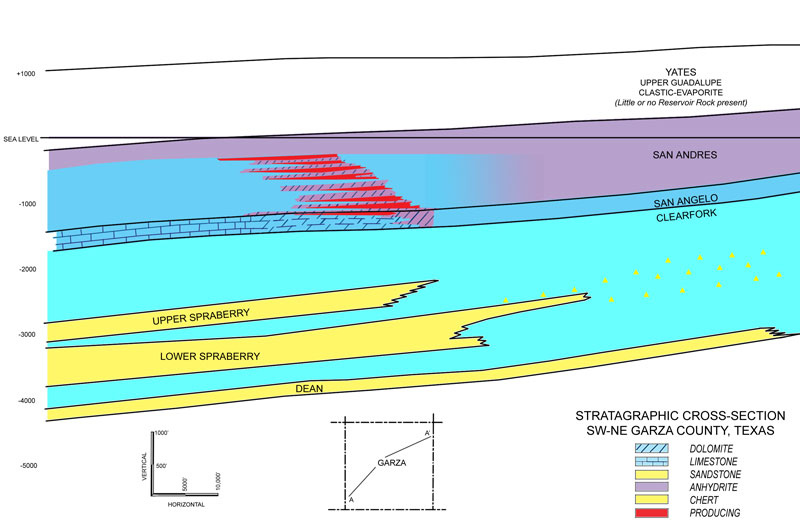 +1000
YATES
UPPER GUADALUPE
CLASTIC-EVAPORITE
(Little or no Reservoir Rock present)
SEA LEVEL
SAN ANDRES
-1000
SAN ANGELO
CLEARFORK
-2000
UPPER SPRABERRY
-3000
LOWER SPRABERRY
DEAN
-4000
-5000
VERTICAL
1000'
500'
5000'
10,000'
HORIZONTAL
A'
GARZA
A
STRATAGRAPHIC CROSS-SECTION
SW-NE GARZA COUNTY, TEXAS
DOLOMITE
LIMESTONE
SANDSTONE
ANHYDRITE
CHERT
PRODUCING